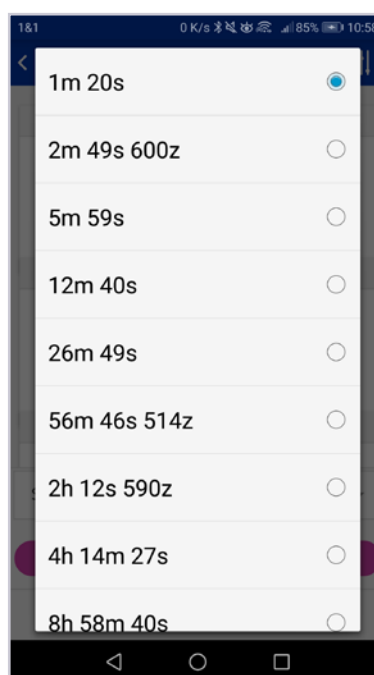 1&1 0 K/s 85% 10:58
1m 20s
2m 49s 600z
5m 59s
12m 40s
26m 49s
56m 46s 514z
2h 12s 590z
4h 14m 27s
8h 58m 40s